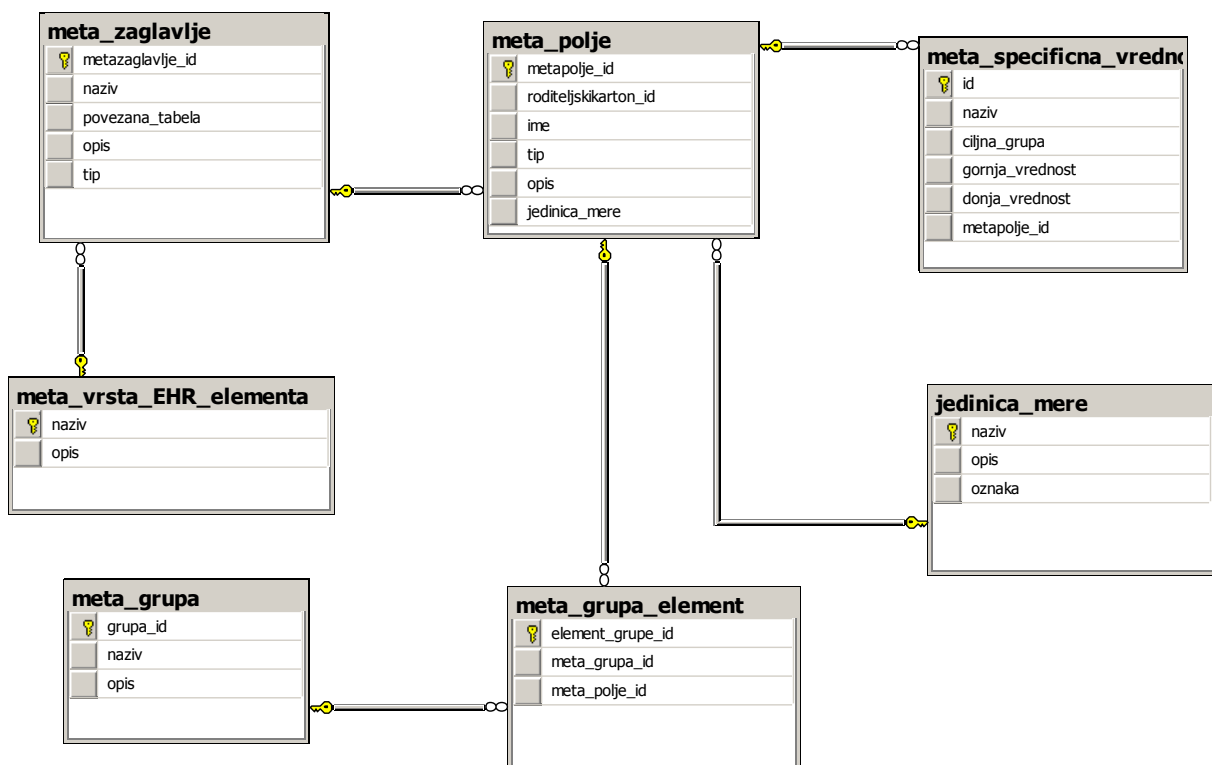 meta_zaglavlje
metazaglavlje_id
naziv
povezana_tabela
opis
tip
meta_polje
metapolje_id
roditeljskikarton_id
ime
tip
opis
jedinica_mere
meta_specificna_vredno
id
naziv
ciljna_grupa
gornja_vrednost
donja_vrednost
metapolje_id
meta_vrsta_EHR_elementa
naziv
opis
jedinica_mere
naziv
opis
oznaka
meta_grupa
grupa_id
naziv
opis
meta_grupa_element
element_grupe_id
meta_grupa_id
meta_polje_id